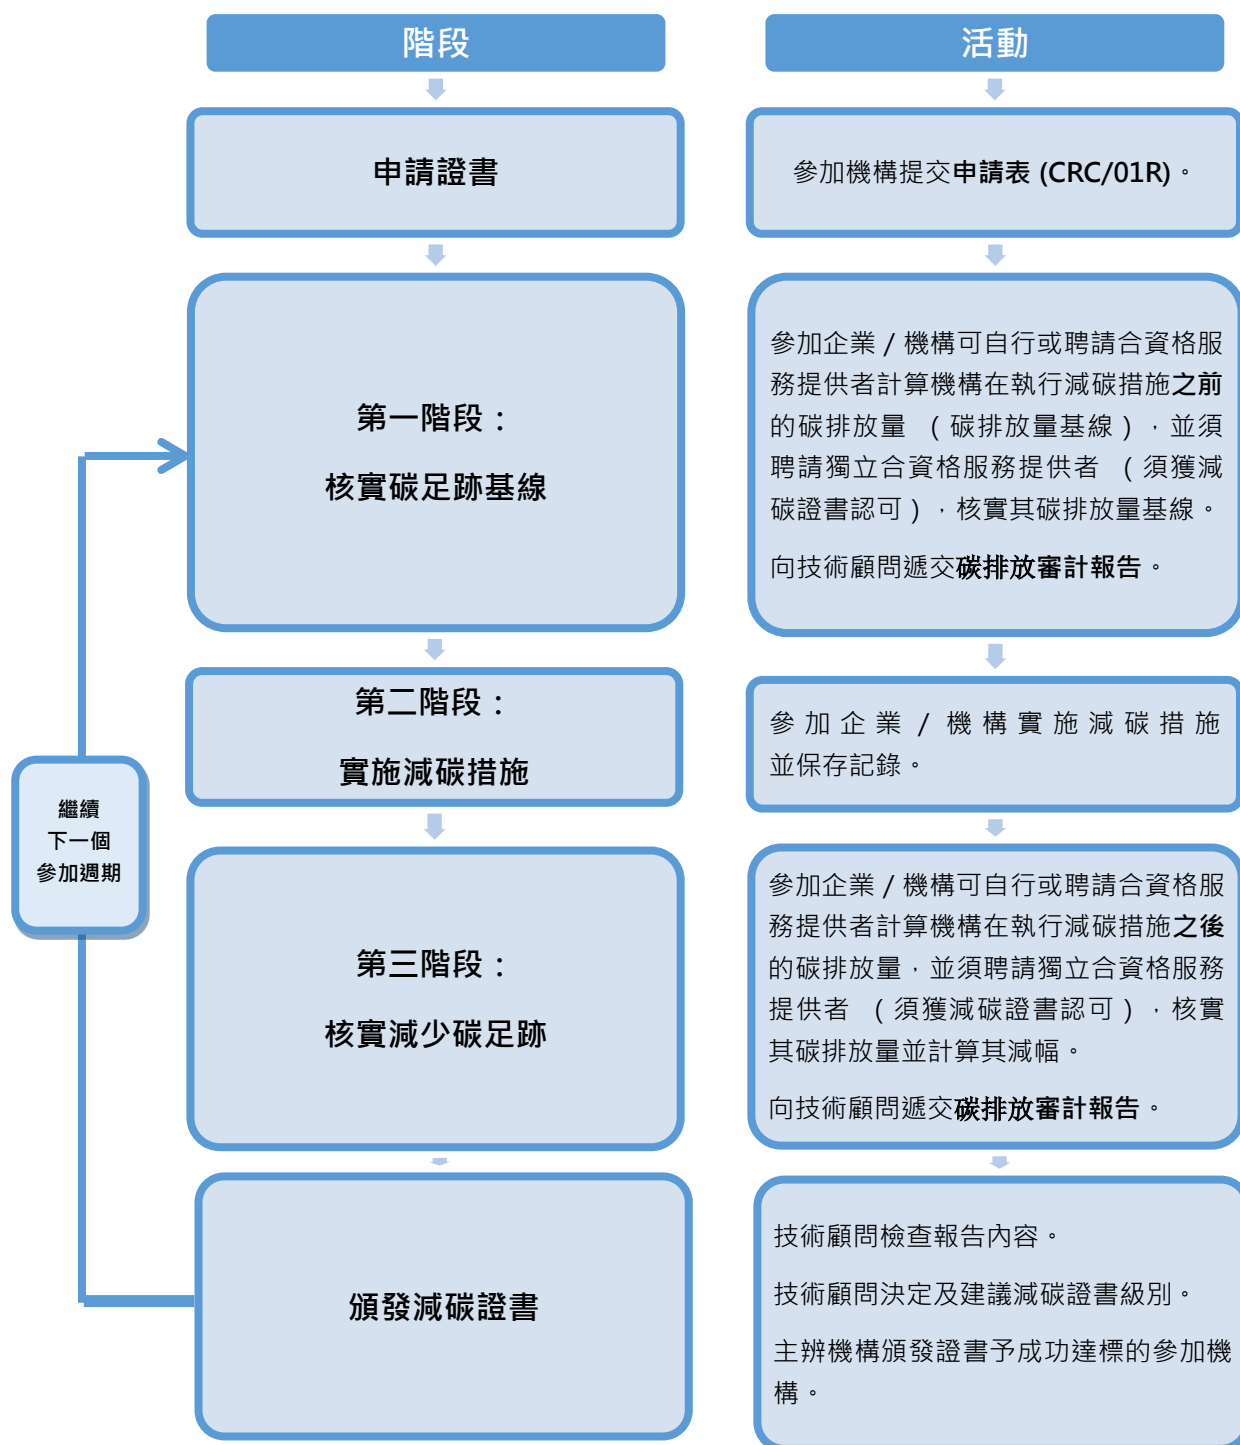 階段
活動
申請證書
參加機構提交申請表 (CRC/01R)。
第一階段：
核實碳足跡基線
參加企業 / 機構可自行或聘請合資格服
務提供者計算機構在執行減碳措施之前
的碳排放量 （碳排放量基線），並須
聘請獨立合資格服務提供者 （須獲減
碳證書認可），核實其碳排放量基線。
向技術顧問遞交碳排放審計報告。
第二階段：
實施減碳措施
參加企業 / 機構實施減碳措施
並保存記錄。
繼續
下一個
參加週期
第三階段：
核實減少碳足跡
參加企業 / 機構可自行或聘請合資格服
務提供者計算機構在執行減碳措施之後
的碳排放量，並須聘請獨立合資格服務
提供者 （須獲減碳證書認可），核實
其碳排放量並計算其減幅。
向技術顧問遞交碳排放審計報告。
頒發減碳證書
技術顧問檢查報告內容。
技術顧問決定及建議減碳證書級別。
主辨機構頒發證書予成功達標的參加機
構。